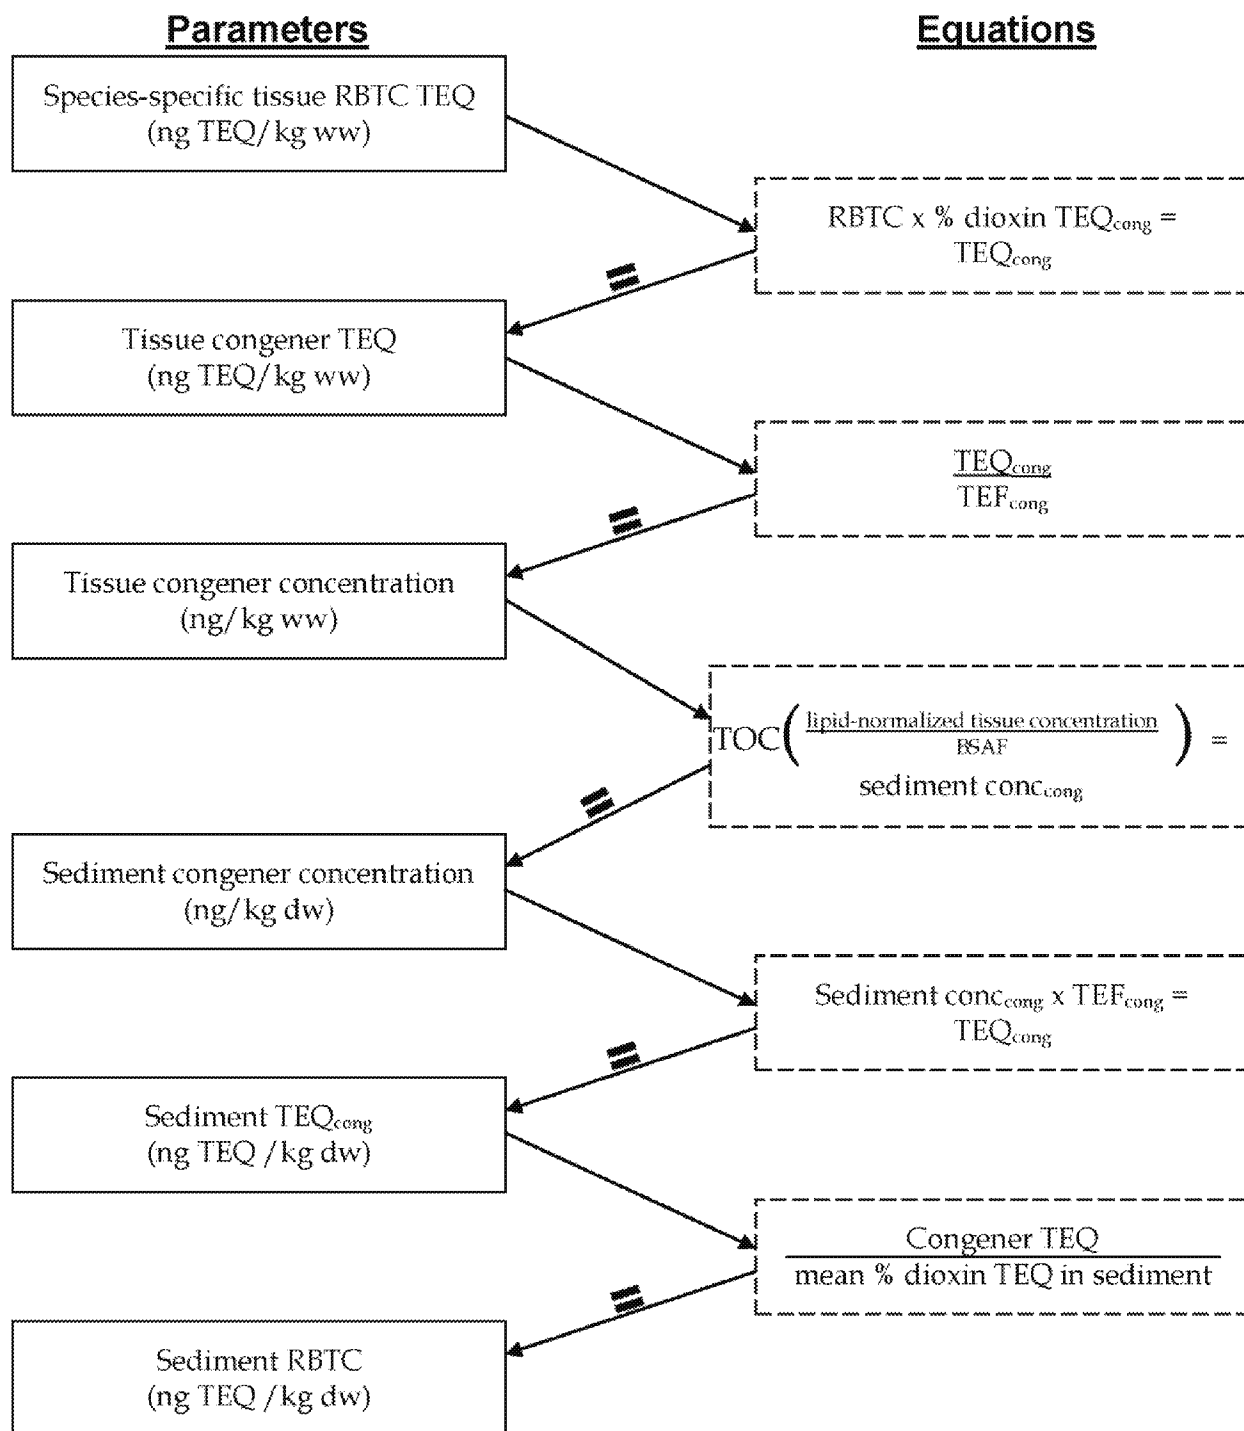 Parameters
Equations
Species-specific tissue RBTC TEQ
(ng TEQ/kg ww)
RBTC x % dioxin TEQcong =
TEQcong
=
Tissue congener TEQ
(ng TEQ/kg ww)
TEQcong
TEFcong
=
Tissue congener concentration
(ng/kg ww)
TOC ( lipid-normalized tissue concentration
BSAF ) =
sediment conccong
=
Sediment congener concentration
(ng/kg dw)
Sediment conccong x TEFcong =
TEQcong
=
Sediment TEQcong
(ng TEQ /kg dw)
Congener TEQ
mean % dioxin TEQ in sediment
=
Sediment RBTC
(ng TEQ /kg dw)